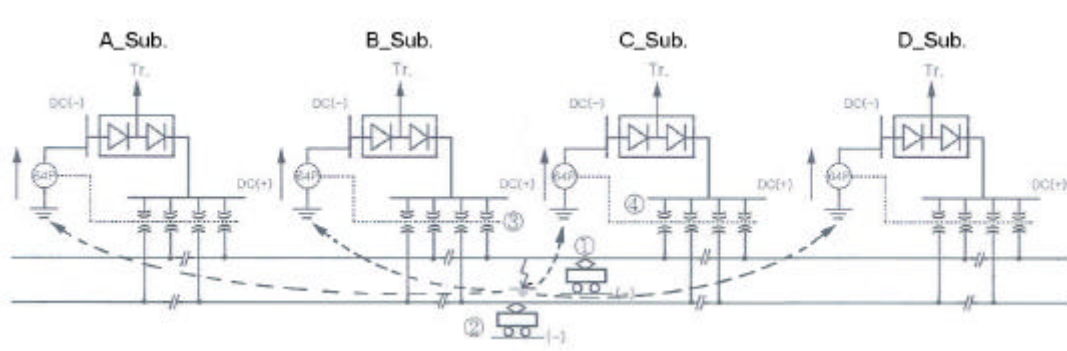 A_Sub. B_Sub. C_Sub. D_Sub.
Tr. Tr. Tr. Tr.
DC(-) DC(-) DC(-) DC(-)
64P 64P 64P 64P
DC(+) DC(+) DC(+) DC(+)
④
③
①
(-)
② (-)